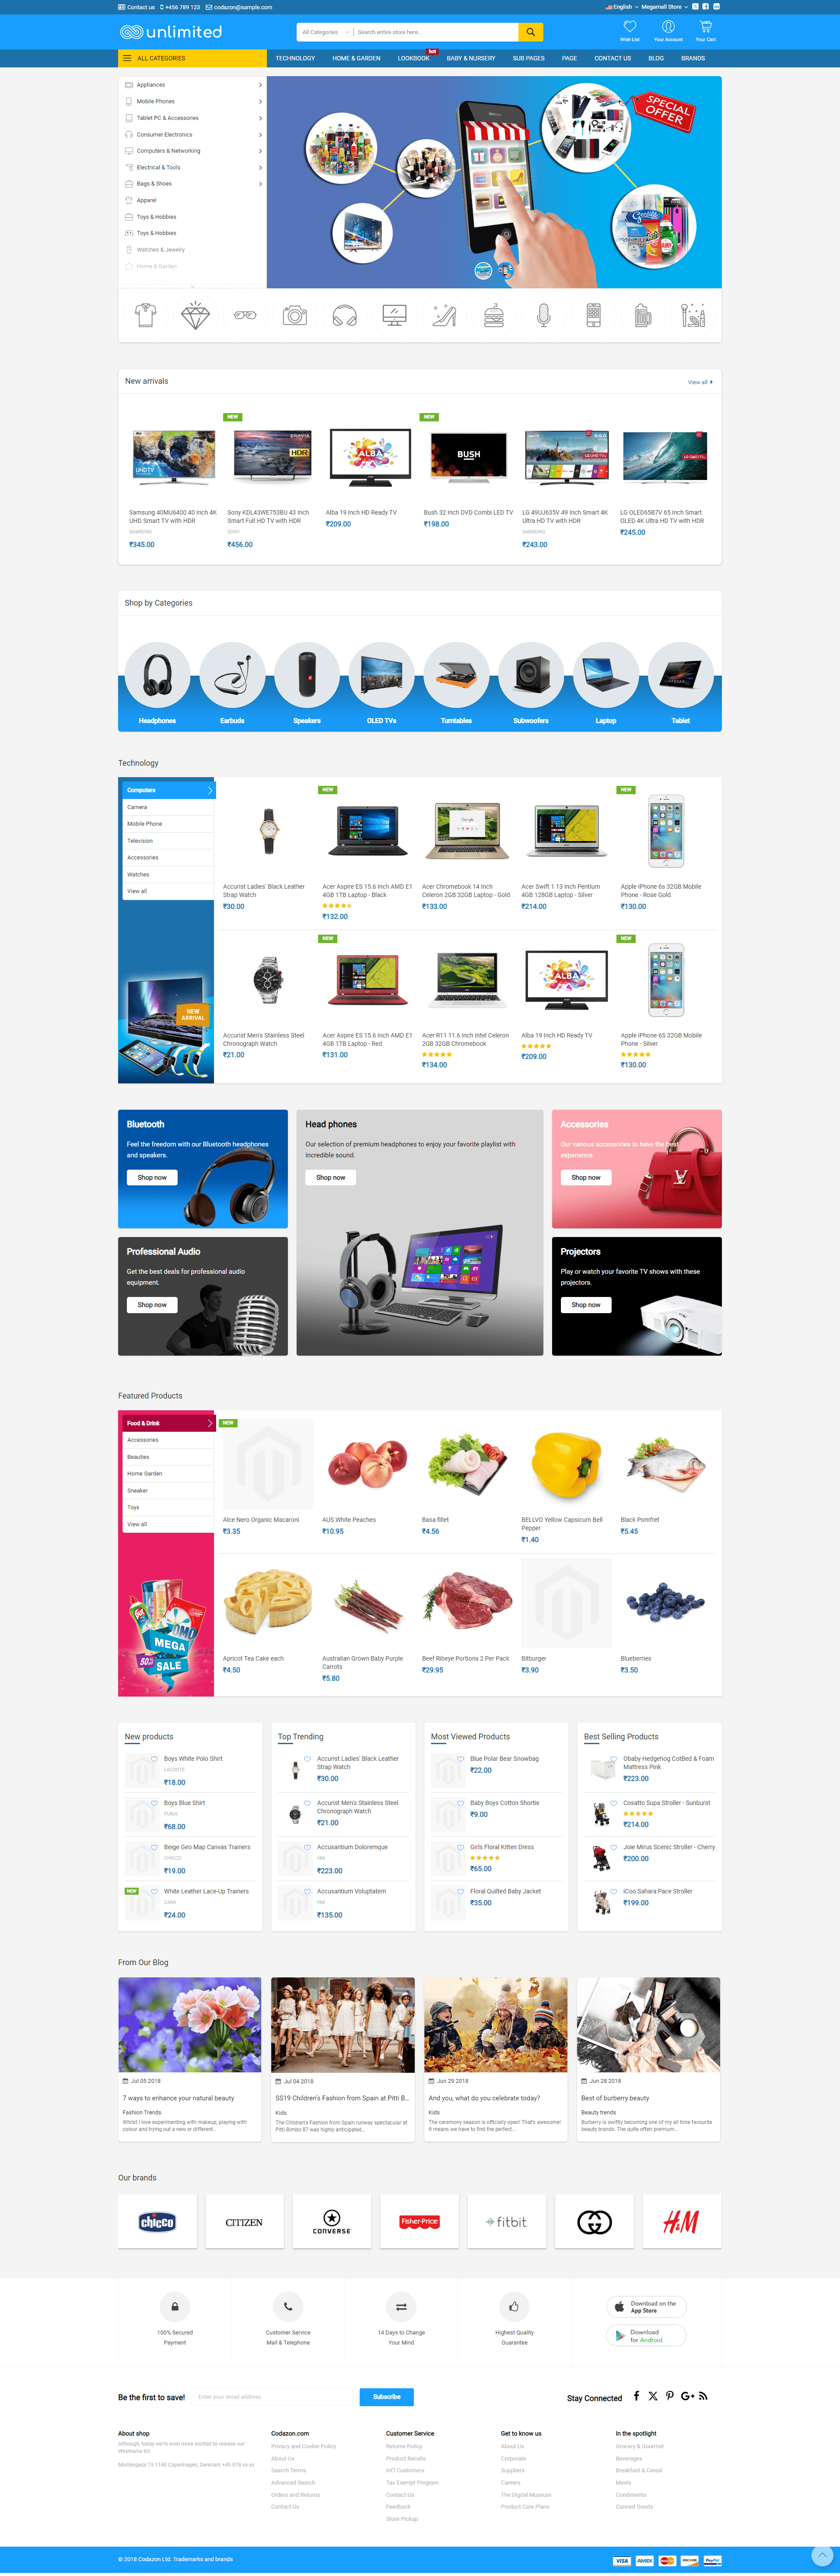 Contact us +456 789 123 codazon@sample.com
English Megamall Store
unlimited
All Categories Search entire store here...
Wish List Your Account Your Cart
ALL CATEGORIES
TECHNOLOGY HOME & GARDEN LOOKBOOK hot BABY & NURSERY SUB PAGES PAGE CONTACT US BLOG BRANDS
Appliances
Mobile Phones
Tablet PC & Accessories
Consumer Electronics
Computers & Networking
Electrical & Tools
Bags & Shoes
Apparel
Toys & Hobbies
Toys & Hobbies
Watches & Jewelry
Home & Garden
SPECIAL OFFER
New arrivals
View all
NEW
NEW
UHDTV
BRAVIA
HDR
ALBA
BUSH
Samsung 40MU6400 40 Inch 4K UHD Smart TV with HDR
SAMSUNG
₹345.00
Sony KDL43WE753BU 43 Inch Smart Full HD TV with HDR
SONY
₹456.00
Alba 19 Inch HD Ready TV
₹209.00
Bush 32 Inch DVD Combi LED TV
₹198.00
LG 49UJ635V 49 Inch Smart 4K Ultra HD TV with HDR
SAMSUNG
₹243.00
LG OLED65B7V 65 Inch Smart OLED 4K Ultra HD TV with HDR
₹245.00
Shop by Categories
Headphones
Earbuds
Speakers
OLED TVs
Turntables
Subwoofers
Laptop
Tablet
Technology
Computers
Camera
Mobile Phone
Television
Accessories
Watches
View all
NEW ARRIVAL
Accurist Ladies' Black Leather Strap Watch
₹30.00
NEW
Acer Aspire ES 15.6 Inch AMD E1 4GB 1TB Laptop - Black
₹132.00
Acer Chromebook 14 Inch Celeron 2GB 32GB Laptop - Gold
₹133.00
Acer Swift 1 13 Inch Pentium 4GB 128GB Laptop - Silver
₹214.00
NEW
Apple iPhone 6s 32GB Mobile Phone - Rose Gold
₹130.00
Accurist Men's Stainless Steel Chronograph Watch
₹21.00
NEW
Acer Aspire ES 15.6 Inch AMD E1 4GB 1TB Laptop - Red
₹131.00
Acer R11 11.6 Inch Intel Celeron 2GB 32GB Chromebook
₹134.00
ALBA
Alba 19 Inch HD Ready TV
₹209.00
NEW
Apple iPhone 6S 32GB Mobile Phone - Silver
₹130.00
Bluetooth
Feel the freedom with our Bluetooth headphones
and speakers.
Shop now
Head phones
Our selection of premium headphones to enjoy your favorite playlist with
incredible sound.
Shop now
Accessories
Our various accessories to have the best
experience.
Shop now
Professional Audio
Get the best deals for professional audio
equipment.
Shop now
Projectors
Play or watch your favorite TV shows with these
projectors.
Shop now
Featured Products
Food & Drink
Accessories
Beauties
Home Garden
Sneaker
Toys
View all
OMO
MEGA
50%
SALE
NEW
Alce Nero Organic Macaroni
₹3.35
AUS White Peaches
₹10.95
Basa fillet
₹4.56
BELLVO Yellow Capsicum Bell Pepper
₹1.40
Black Pomfret
₹5.45
Apricot Tea Cake each
₹4.50
Australian Grown Baby Purple Carrots
₹5.80
Beef Ribeye Portions 2 Per Pack
₹29.95
Bitburger
₹3.90
Blueberries
₹3.50
New products
Boys White Polo Shirt
LACOSTE
₹18.00
Boys Blue Shirt
PUMA
₹68.00
Beige Geo Map Canvas Trainers
CHICCO
₹19.00
NEW
White Leather Lace-Up Trainers
ZARA
₹24.00
Top Trending
Accurist Ladies' Black Leather Strap Watch
₹30.00
Accurist Men's Stainless Steel Chronograph Watch
₹21.00
Accusantium Doloremque
HM
₹223.00
Accusantium Voluptatem
HM
₹135.00
Most Viewed Products
Blue Polar Bear Snowbag
₹22.00
Baby Boys Cotton Shortie
₹9.00
Girls Floral Kitten Dress
₹65.00
Floral Quilted Baby Jacket
₹35.00
Best Selling Products
Obaby Hedgehog CotBed & Foam Mattress Pink
₹223.00
Cosatto Supa Stroller - Sunburst
₹214.00
Joie Mirus Scenic Stroller - Cherry
₹200.00
iCoo Sahara Pace Stroller
₹199.00
From Our Blog
Jul 05 2018
7 ways to enhance your natural beauty
Fashion Trends
Whilst I love experimenting with makeup, playing with
colour and trying out a new or different...
Jul 04 2018
SS19 Children's Fashion from Spain at Pitti B...
Kids
The Children's Fashion from Spain runway spectacular at
Pitti Bimbo 87 was highly anticipated...
Jun 29 2018
And you, what do you celebrate today?
Kids
The ceremony season is officially open! That's awesome!
It means we have to find the perfect...
Jun 28 2018
Best of burberry beauty
Beauty trends
Burberry is swiftly becoming one of my all time favourite
beauty brands. The quite often premium...
Our brands
chicco
CITIZEN
CONVERSE
Fisher-Price
fitbit
H&M
100% Secured
Payment
Customer Service
Mail & Telephone
14 Days to Change
Your Mind
Highest Quality
Guarantee
Download on the
App Store
Download
for Android
Be the first to save! Enter your email address Subscribe
Stay Connected
About shop
Although, today we're even more excited to release our
Wireframe Kit.
Montergade 19 1140 Copenhagen, Denmark +45 878 xx xx
Codazon.com
Privacy and Cookie Policy
About Us
Search Terms
Advanced Search
Orders and Returns
Contact Us
Customer Service
Returns Policy
Product Recalls
Int'l Customers
Tax Exempt Program
Contact Us
Feedback
Store Pickup
Get to know us
About Us
Corporate
Suppliers
Careers
The Digital Museum
Product Care Plans
In the spotlight
Grocery & Gourmet
Beverages
Breakfast & Cereal
Meals
Condiments
Canned Goods
© 2018 Codazon Ltd. Trademarks and brands
VISA AMEX MasterCard DISCOVER PayPal